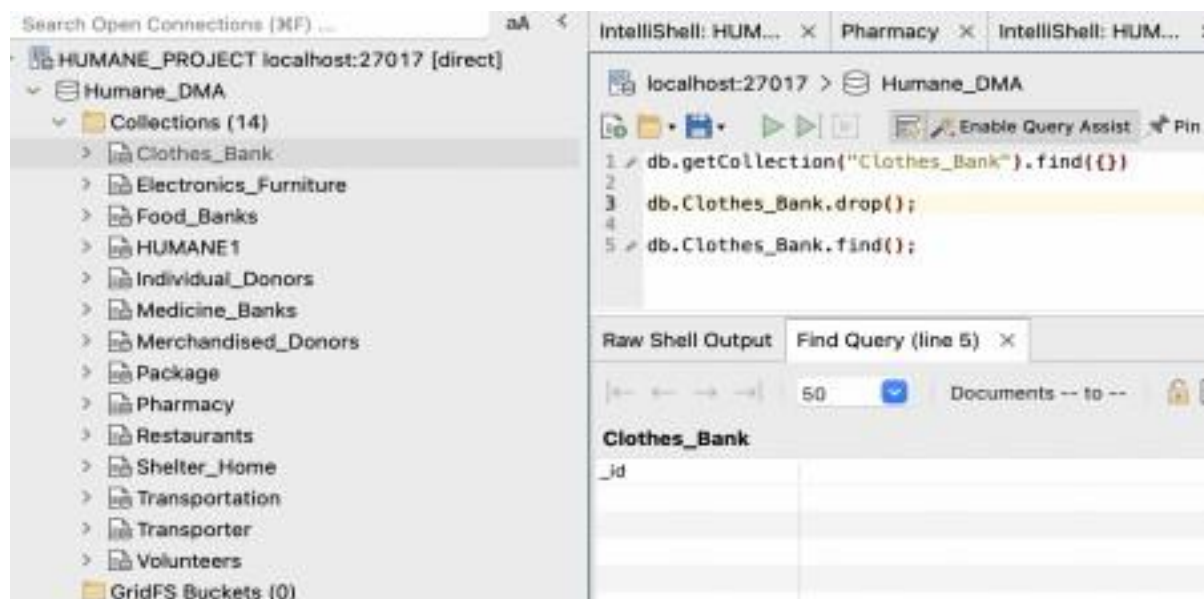 Search Open Connections (⌘F) ... aA
HUMANE_PROJECT localhost:27017 [direct]
Humane_DMA
Collections (14)
Clothes_Bank
Electronics_Furniture
Food_Banks
HUMANE1
Individual_Donors
Medicine_Banks
Merchandised_Donors
Package
Pharmacy
Restaurants
Shelter_Home
Transportation
Transporter
Volunteers
GridFS Buckets (0)
IntelliShell: HUM... × Pharmacy × IntelliShell: HUM...
localhost:27017 > Humane_DMA
Enable Query Assist Pin
1 db.getCollection("Clothes_Bank").find({})
2
3 db.Clothes_Bank.drop();
4
5 db.Clothes_Bank.find();
Raw Shell Output Find Query (line 5) ×
50 Documents -- to --
Clothes_Bank
_id